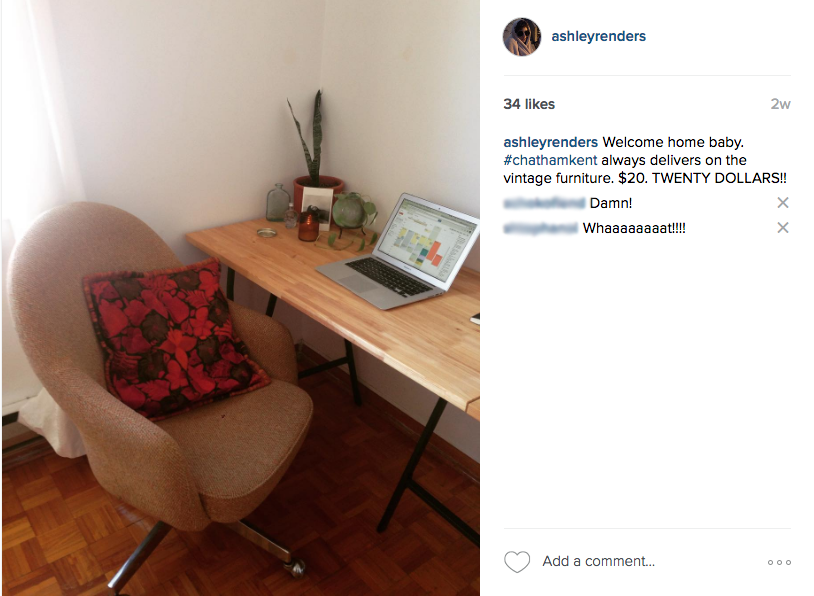 ashleyrenders
34 likes
2w
ashleyrenders Welcome home baby.
#chathamkent always delivers on the
vintage furniture. $20. TWENTY DOLLARS!!
Damn!
Whaaaaaaaat!!!!
Add a comment...